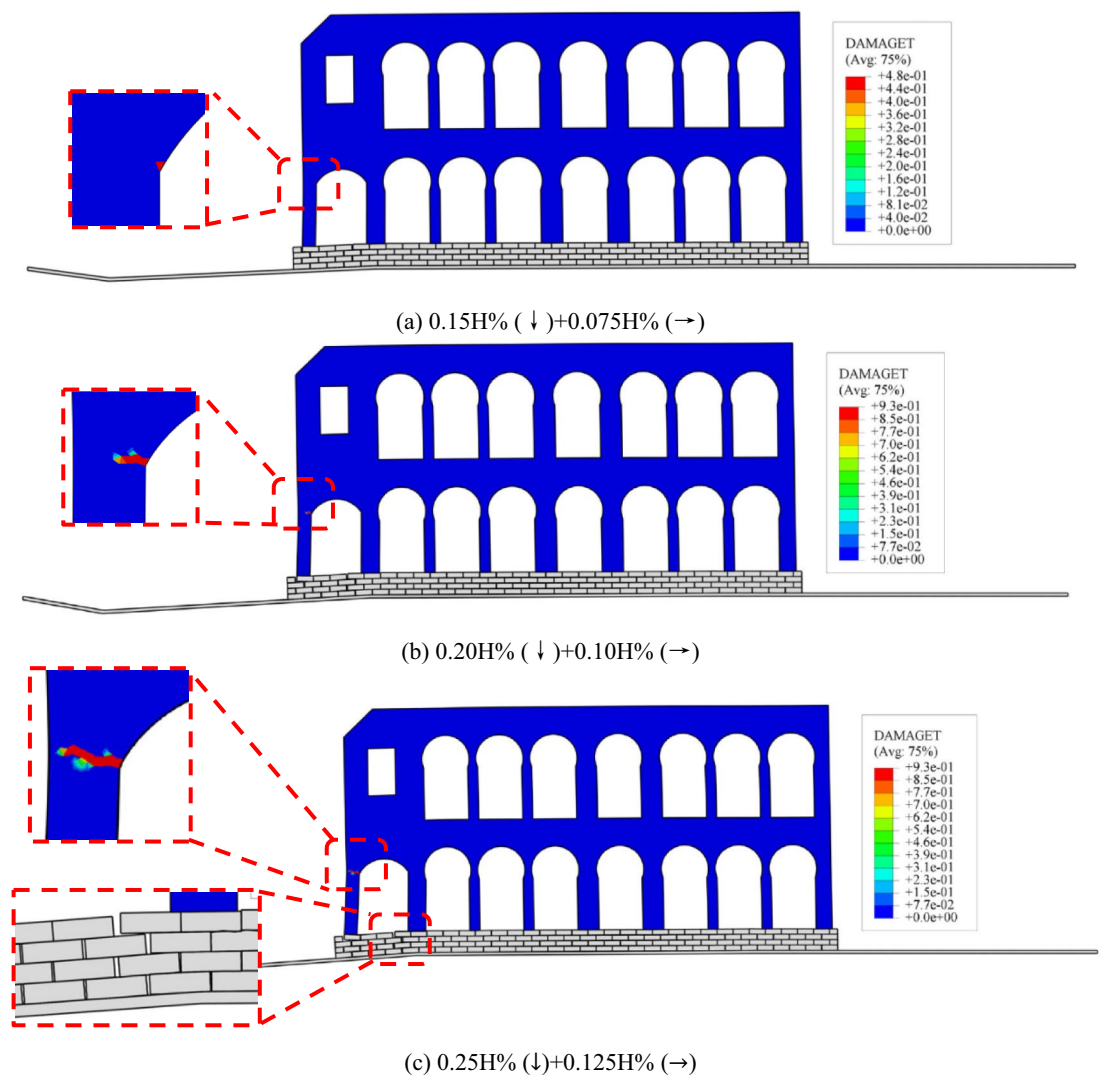 DAMAGET
(Avg: 75%)
+4.8e-01
+4.4e-01
+4.0e-01
+3.6e-01
+3.2e-01
+2.8e-01
+2.4e-01
+2.0e-01
+1.6e-01
+1.2e-01
+8.1e-02
+4.0e-02
+0.0e+00
(a) 0.15H% (↓)+0.075H% (→)
DAMAGET
(Avg: 75%)
+9.3e-01
+8.5e-01
+7.7e-01
+7.0e-01
+6.2e-01
+5.4e-01
+4.6e-01
+3.9e-01
+3.1e-01
+2.3e-01
+1.5e-01
+7.7e-02
+0.0e+00
(b) 0.20H% (↓)+0.10H% (→)
DAMAGET
(Avg: 75%)
+9.3e-01
+8.5e-01
+7.7e-01
+7.0e-01
+6.2e-01
+5.4e-01
+4.6e-01
+3.9e-01
+3.1e-01
+2.3e-01
+1.5e-01
+7.7e-02
+0.0e+00
(c) 0.25H% (↓)+0.125H% (→)